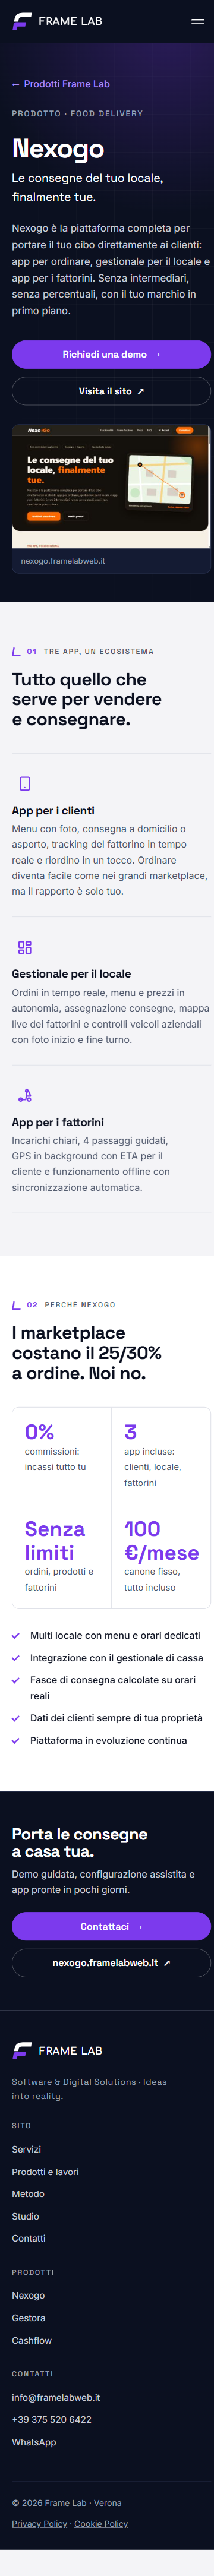 FRAME LAB
← Prodotti Frame Lab
PRODOTTO · FOOD DELIVERY
Nexogo
Le consegne del tuo locale,
finalmente tue.
Nexogo è la piattaforma completa per
portare il tuo cibo direttamente ai clienti:
app per ordinare, gestionale per il locale e
app per i fattorini. Senza intermediari,
senza percentuali, con il tuo marchio in
primo piano.
Richiedi una demo →
Visita il sito ↗
Le consegne del tuo
locale, finalmente
tue.
nexogo.framelabweb.it
01 TRE APP, UN ECOSISTEMA
Tutto quello che
serve per vendere
e consegnare.
App per i clienti
Menu con foto, consegna a domicilio o
asporto, tracking del fattorino in tempo
reale e riordino in un tocco. Ordinare
diventa facile come nei grandi marketplace,
ma il rapporto è solo tuo.
Gestionale per il locale
Ordini in tempo reale, menu e prezzi in
autonomia, assegnazione consegne, mappa
live dei fattorini e controlli veicoli aziendali
con foto inizio e fine turno.
App per i fattorini
Incarichi chiari, 4 passaggi guidati,
GPS in background con ETA per il
cliente e funzionamento offline con
sincronizzazione automatica.
02 PERCHÉ NEXOGO
I marketplace
costano il 25/30%
a ordine. Noi no.
0%
commissioni:
incassi tutto tu
3
app incluse:
clienti, locale,
fattorini
Senza
limiti
ordini, prodotti e
fattorini
100
€/mese
canone fisso,
tutto incluso
Multi locale con menu e orari dedicati
Integrazione con il gestionale di cassa
Fasce di consegna calcolate su orari
reali
Dati dei clienti sempre di tua proprietà
Piattaforma in evoluzione continua
Porta le consegne
a casa tua.
Demo guidata, configurazione assistita e
app pronte in pochi giorni.
Contattaci →
nexogo.framelabweb.it ↗
FRAME LAB
Software & Digital Solutions · Ideas
into reality.
SITO
Servizi
Prodotti e lavori
Metodo
Studio
Contatti
PRODOTTI
Nexogo
Gestora
Cashflow
CONTATTI
info@framelabweb.it
+39 375 520 6422
WhatsApp
© 2026 Frame Lab · Verona
Privacy Policy · Cookie Policy